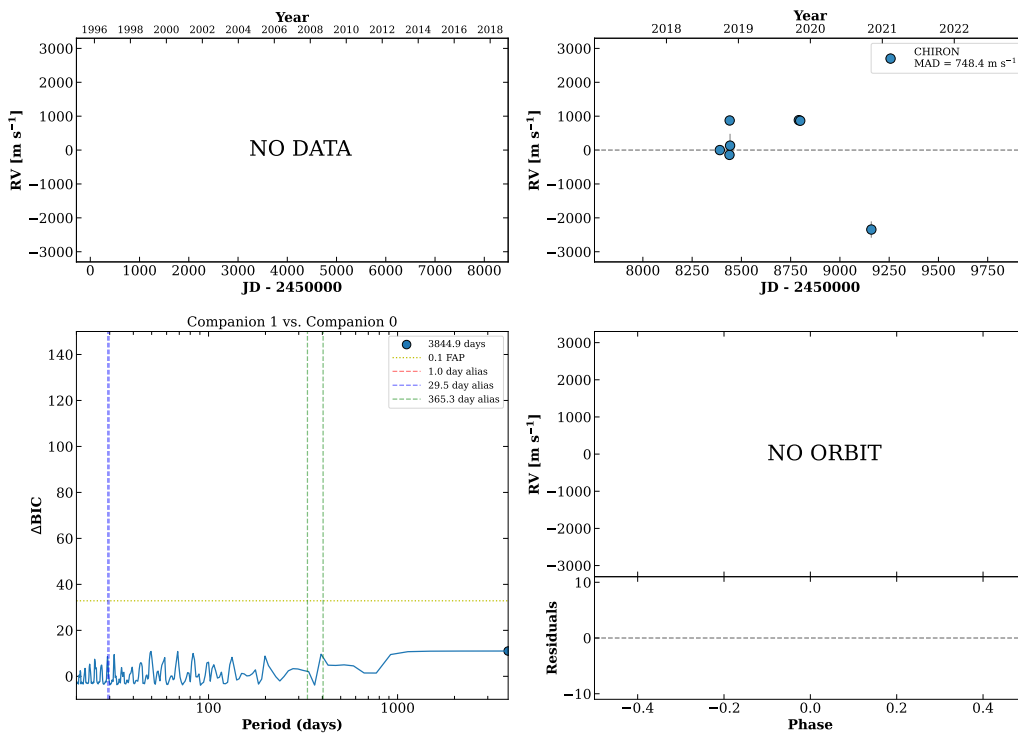 Year
1996 1998 2000 2002 2004 2006 2008 2010 2012 2014 2016 2018
3000
2000
1000
0
−1000
−2000
−3000
RV [m s⁻¹]
NO DATA
0 1000 2000 3000 4000 5000 6000 7000 8000
JD - 2450000
Year
2018 2019 2020 2021 2022
3000
2000
1000
0
−1000
−2000
−3000
RV [m s⁻¹]
CHIRON
MAD = 748.4 m s⁻¹
8000 8250 8500 8750 9000 9250 9500 9750
JD - 2450000
Companion 1 vs. Companion 0
140
120
100
80
60
40
20
0
ΔBIC
3844.9 days
0.1 FAP
1.0 day alias
29.5 day alias
365.3 day alias
100 1000
Period (days)
3000
2000
1000
0
−1000
−2000
−3000
RV [m s⁻¹]
NO ORBIT
10
0
−10
Residuals
−0.4 −0.2 0.0 0.2 0.4
Phase